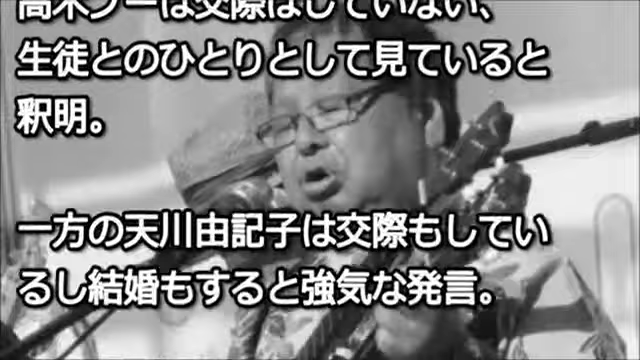 高木ブーは交際はしていない、
生徒とのひとりとして見ていると
釈明。
一方の天川由記子は交際もしてい
るし結婚もすると強気な発言。